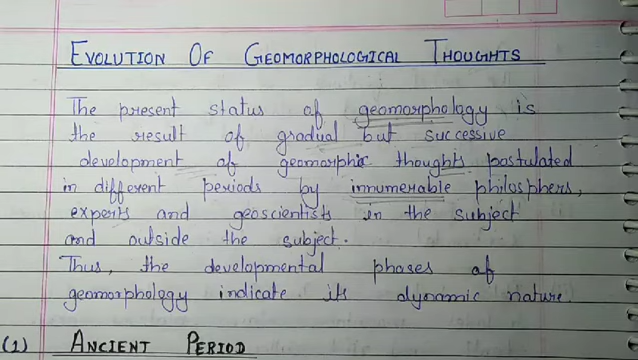 EVOLUTION OF GEOMORPHOLOGICAL THOUGHTS
The present status of geomorphology is
the result of gradual but successive
development of geomorphic thoughts postulated
in different periods by innumerable philosphers,
experts and geoscientists in the subject
and outside the subject.
Thus, the developmental phases of
geomorphology indicate its dynamic nature.
(1) ANCIENT PERIOD